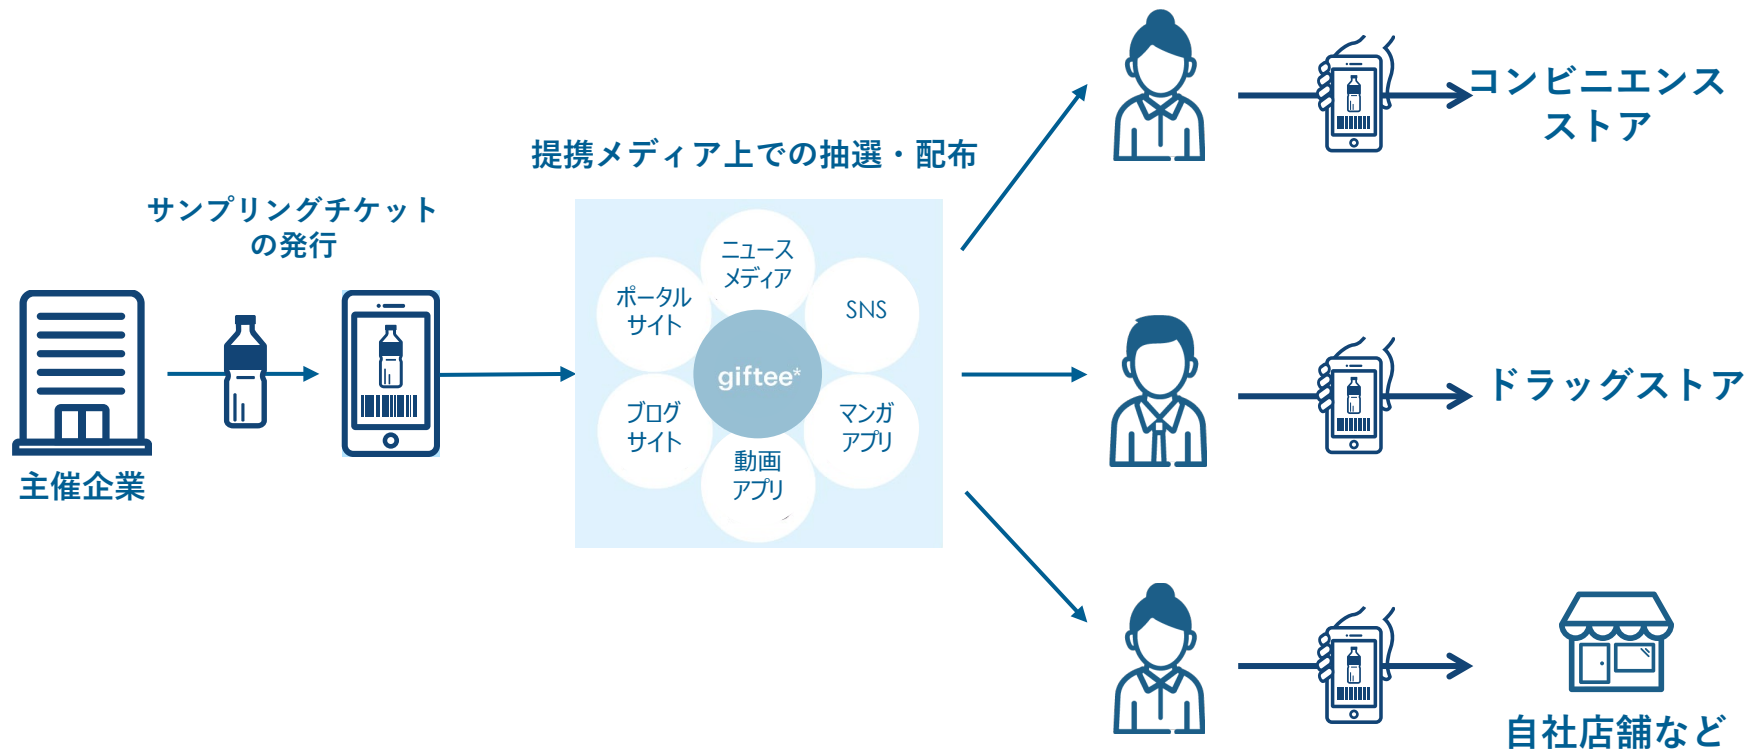 主催企業
サンプリングチケット
の発行
提携メディア上での抽選・配布
ニュース
メディア
ポータル
サイト
SNS
giftee*
ブログ
サイト
マンガ
アプリ
動画
アプリ
コンビニエンス
ストア
ドラッグストア
自社店舗など